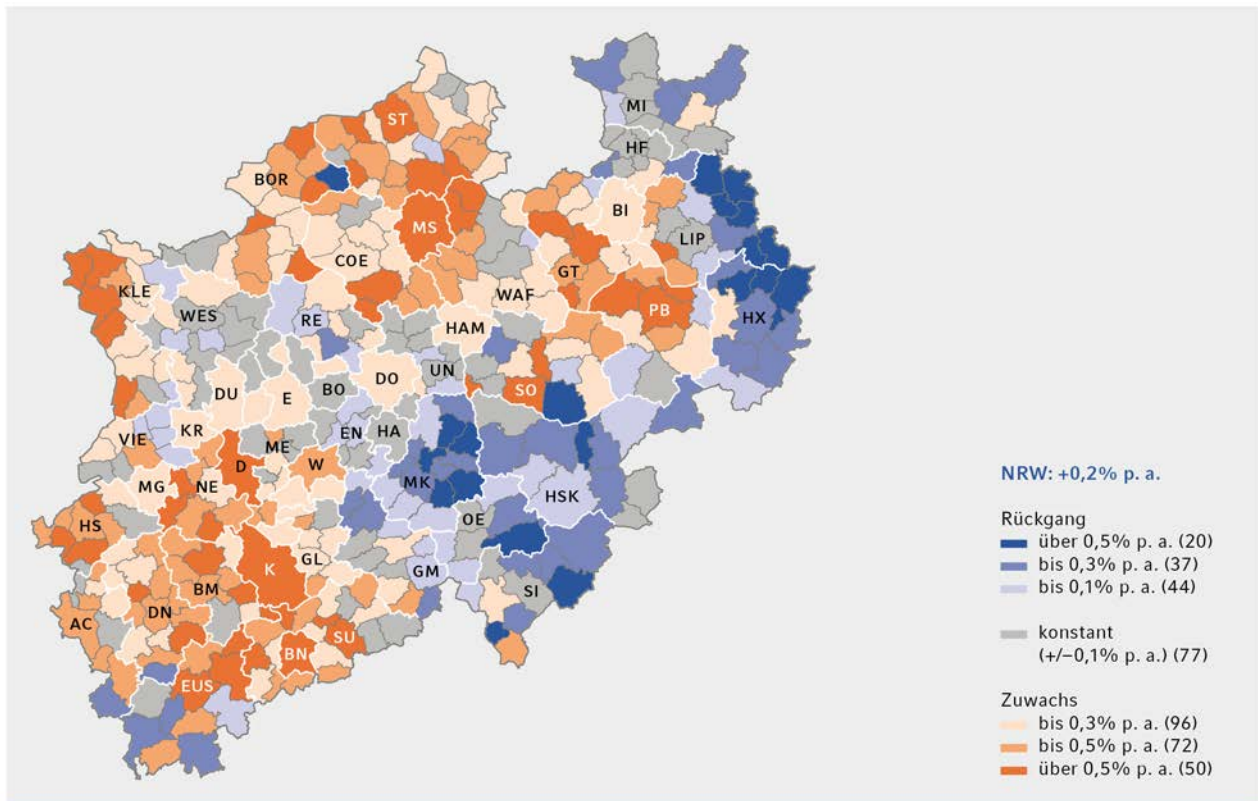 ST
MI
HF
BOR
BI
MS
LIP
COE
GT
KLE
WAF
PB
WES
RE
HX
HAM
UN
DO
BO
SO
DU
E
EN
HA
VIE
KR
ME
W
D
MK
MG
NE
HSK
HS
OE
GL
K
GM
BM
SI
DN
AC
SU
BN
EUS
NRW: +0,2% p. a.
Rückgang
über 0,5% p. a. (20)
bis 0,3% p. a. (37)
bis 0,1% p. a. (44)
konstant
(+/−0,1% p. a.) (77)
Zuwachs
bis 0,3% p. a. (96)
bis 0,5% p. a. (72)
über 0,5% p. a. (50)